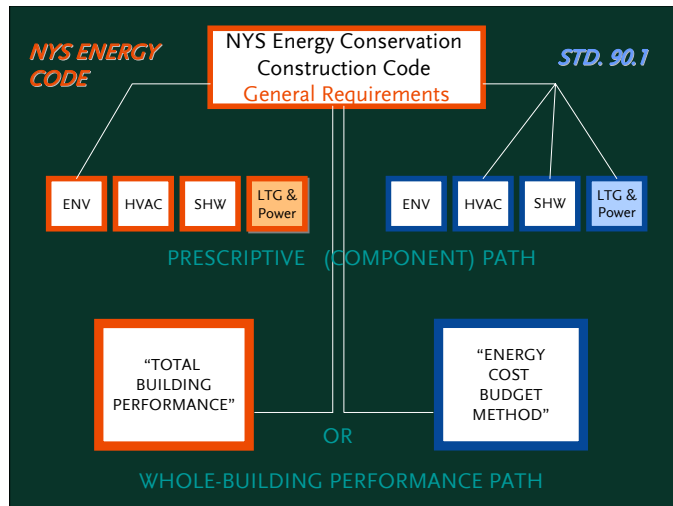 NYS ENERGY
CODE
NYS Energy Conservation
Construction Code
General Requirements
STD. 90.1
ENV
HVAC
SHW
LTG &
Power
ENV
HVAC
SHW
LTG &
Power
PRESCRIPTIVE (COMPONENT) PATH
“TOTAL
BUILDING
PERFORMANCE”
“ENERGY
COST
BUDGET
METHOD”
OR
WHOLE-BUILDING PERFORMANCE PATH